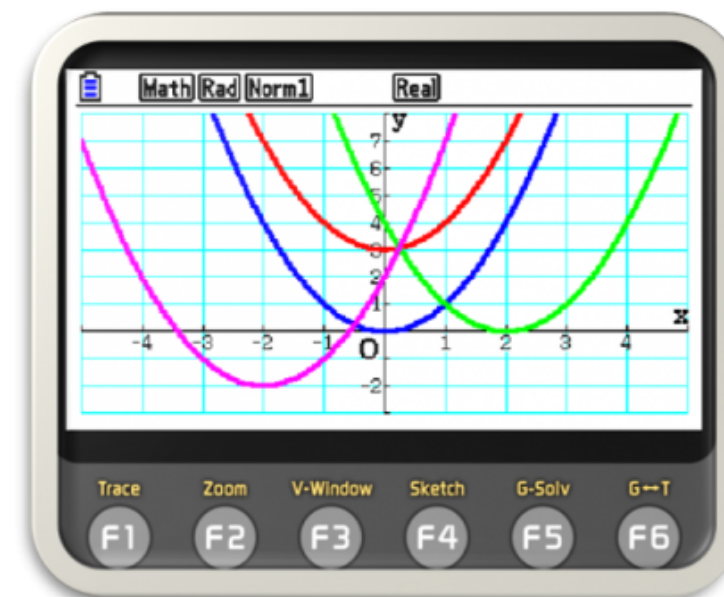 Math Rad Norm1 Real
y
7
6
5
4
3
2
1
x
-4 -3 -2 -1 O 1 2 3 4
-2
Trace Zoom V-Window Sketch G-Solv G↔T
F1 F2 F3 F4 F5 F6